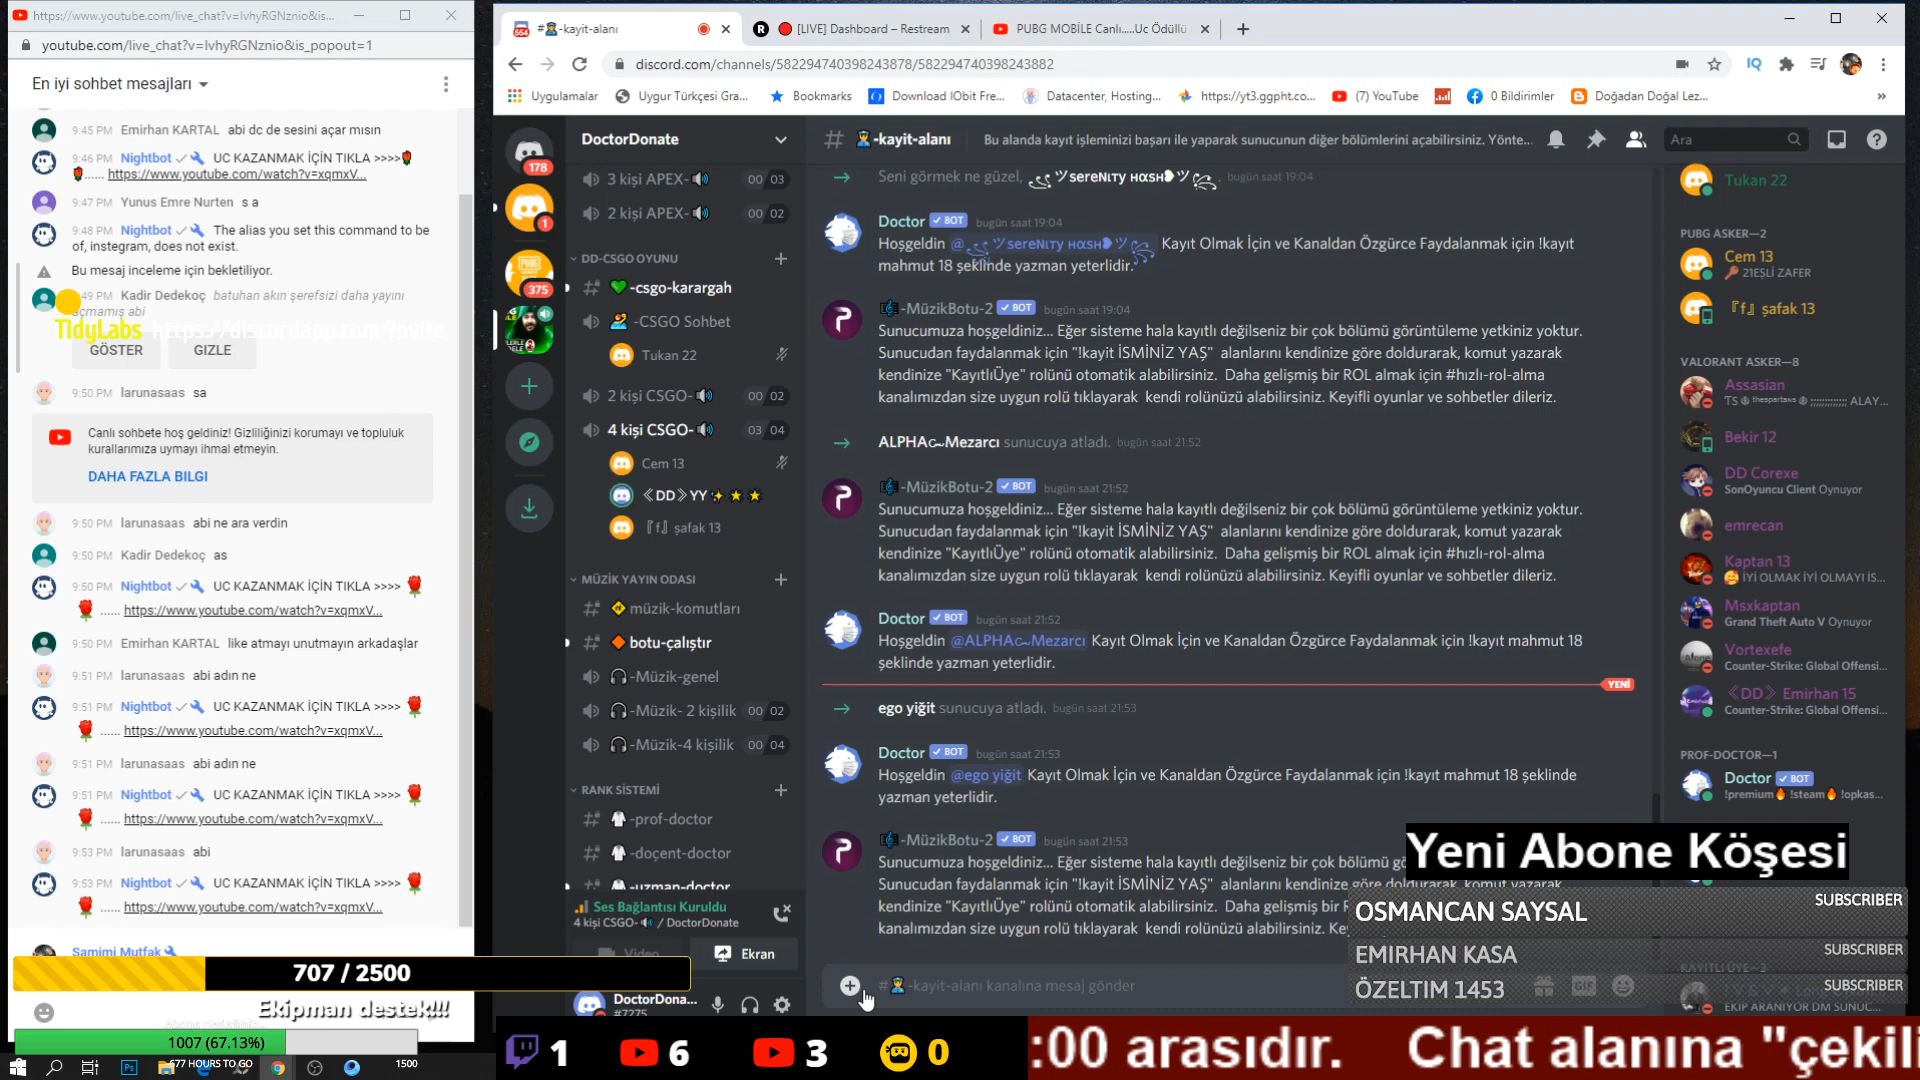 https://www.youtube.com/live_chat?v=lvhyRGNznio&is...
youtube.com/live_chat?v=lvhyRGNznio&is_popout=1
En iyi sohbet mesajları
9:45 PM Emirhan KARTAL abi dc de sesini açar mısın
9:46 PM Nightbot UC KAZANMAK İÇİN TIKLA >>>>
...... https://www.youtube.com/watch?v=xqmxV...
9:47 PM Yunus Emre Nurten s a
9:48 PM Nightbot The alias you set this command to be
of, instegram, does not exist.
Bu mesaj inceleme için bekletiliyor.
:49 PM Kadir Dedekoç batuhan akın şerefsizi daha yayını
açmamış abi
TIdyLabs https://discordapp.com/invite
GÖSTER GIZLE
9:50 PM larunasaas sa
Canlı sohbete hoş geldiniz! Gizliliğinizi korumayı ve topluluk
kurallarımıza uymayı ihmal etmeyin.
DAHA FAZLA BILGI
9:50 PM larunasaas abi ne ara verdin
9:50 PM Kadir Dedekoç as
9:50 PM Nightbot UC KAZANMAK İÇİN TIKLA >>>>
...... https://www.youtube.com/watch?v=xqmxV...
9:50 PM Emirhan KARTAL like atmayı unutmayın arkadaşlar
9:51 PM larunasaas abi adın ne
9:51 PM Nightbot UC KAZANMAK İÇİN TIKLA >>>>
...... https://www.youtube.com/watch?v=xqmxV...
9:51 PM larunasaas abi adın ne
9:51 PM Nightbot UC KAZANMAK İÇİN TIKLA >>>>
...... https://www.youtube.com/watch?v=xqmxV...
9:53 PM larunasaas abi
9:53 PM Nightbot UC KAZANMAK İÇİN TIKLA >>>>
...... https://www.youtube.com/watch?v=xqmxV...
Samimi Mutfak
707 / 2500
Ekipman destek!!!
1007 (67.13%)
677 HOURS TO GO
1500
#-kayit-alanı
[LIVE] Dashboard – Restream
PUBG MOBİLE Canlı.....Uc Ödüllü
discord.com/channels/582294740398243878/582294740398243882
IQ
Uygulamalar
Uygur Türkçesi Gra...
Bookmarks
Download IObit Fre...
Datacenter, Hosting...
https://yt3.ggpht.co...
(7) YouTube
0 Bildirimler
Doğadan Doğal Lez...
178
1
375
DoctorDonate
3 kişi APEX- 00 03
2 kişi APEX- 00 02
DD-CSGO OYUNU
-csgo-karargah
-CSGO Sohbet
Tukan 22
2 kişi CSGO- 00 02
4 kişi CSGO- 03 04
Cem 13
《DD》YY
『f』şafak 13
MÜZİK YAYIN ODASI
müzik-komutları
botu-çalıştır
-Müzik-genel
-Müzik- 2 kişilik 00 02
-Müzik-4 kişilik 00 04
RANK SİSTEMİ
-prof-doctor
-doçent-doctor
-uzman-doctor
Ses Bağlantısı Kuruldu
4 kişi CSGO- / DoctorDonate
Video Ekran
DoctorDona...
#7275
-kayit-alanı
Bu alanda kayıt işleminizi başarı ile yaparak sunucunun diğer bölümlerini açabilirsiniz. Yönte...
Ara
Seni görmek ne güzel, ツsereNιтy нαsн❥ツ. bugün saat 19:04
Doctor BOT bugün saat 19:04
Hoşgeldin @ツsereNιтy нαsн❥ツ Kayıt Olmak İçin ve Kanaldan Özgürce Faydalanmak için !kayıt
mahmut 18 şeklinde yazman yeterlidir.
-MüzikBotu-2 BOT bugün saat 19:04
Sunucumuza hoşgeldiniz... Eğer sisteme hala kayıtlı değilseniz bir çok bölümü görüntüleme yetkiniz yoktur.
Sunucudan faydalanmak için "!kayit İSMİNİZ YAŞ" alanlarını kendinize göre doldurarak, komut yazarak
kendinize "KayıtlıÜye" rolünü otomatik alabilirsiniz. Daha gelişmiş bir ROL almak için #hızlı-rol-alma
kanalımızdan size uygun rolü tıklayarak kendi rolünüzü alabilirsiniz. Keyifli oyunlar ve sohbetler dileriz.
ALPHAᓚMezarcı sunucuya atladı. bugün saat 21:52
-MüzikBotu-2 BOT bugün saat 21:52
Sunucumuza hoşgeldiniz... Eğer sisteme hala kayıtlı değilseniz bir çok bölümü görüntüleme yetkiniz yoktur.
Sunucudan faydalanmak için "!kayit İSMİNİZ YAŞ" alanlarını kendinize göre doldurarak, komut yazarak
kendinize "KayıtlıÜye" rolünü otomatik alabilirsiniz. Daha gelişmiş bir ROL almak için #hızlı-rol-alma
kanalımızdan size uygun rolü tıklayarak kendi rolünüzü alabilirsiniz. Keyifli oyunlar ve sohbetler dileriz.
Doctor BOT bugün saat 21:52
Hoşgeldin @ALPHAᓚMezarcı Kayıt Olmak İçin ve Kanaldan Özgürce Faydalanmak için !kayıt mahmut 18
şeklinde yazman yeterlidir.
YENİ
ego yiğit sunucuya atladı. bugün saat 21:53
Doctor BOT bugün saat 21:53
Hoşgeldin @ego yiğit Kayıt Olmak İçin ve Kanaldan Özgürce Faydalanmak için !kayıt mahmut 18 şeklinde
yazman yeterlidir.
-MüzikBotu-2 BOT bugün saat 21:53
Sunucumuza hoşgeldiniz... Eğer sisteme hala kayıtlı değilseniz bir çok bölümü gö
Sunucudan faydalanmak için "!kayit İSMİNİZ YAŞ" alanlarını kendinize göre doldurarak, komut yazarak
kendinize "KayıtlıÜye" rolünü otomatik alabilirsiniz. Daha gelişmiş bir R
kanalımızdan size uygun rolü tıklayarak kendi rolünüzü alabilirsiniz. Ke
#-kayit-alanı kanalına mesaj gönder
GIF
Tukan 22
PUBG ASKER—2
Cem 13
21EŞLİ ZAFER
『f』şafak 13
VALORANT ASKER—8
Assasian
Bekir 12
DD Corexe
SonOyuncu Client Oynuyor
emrecan
Kaptan 13
İYİ OLMAK İYİ OLMAYI İS...
Msxkaptan
Grand Theft Auto V Oynuyor
Vortexefe
Counter-Strike: Global Offensi...
《DD》 Emirhan 15
Counter-Strike: Global Offensi...
PROF-DOCTOR—1
Doctor BOT
!premium !steam !opkas...
Yeni Abone Köşesi
OSMANCAN SAYSAL SUBSCRIBER
EMIRHAN KASA SUBSCRIBER
KAYITLI ÜYE—3
ÖZELTIM 1453 SUBSCRIBER
EKİP ARANIYOR DM SUNUC...
1 6 3 0
:00 arasıdır. Chat alanına "çekili